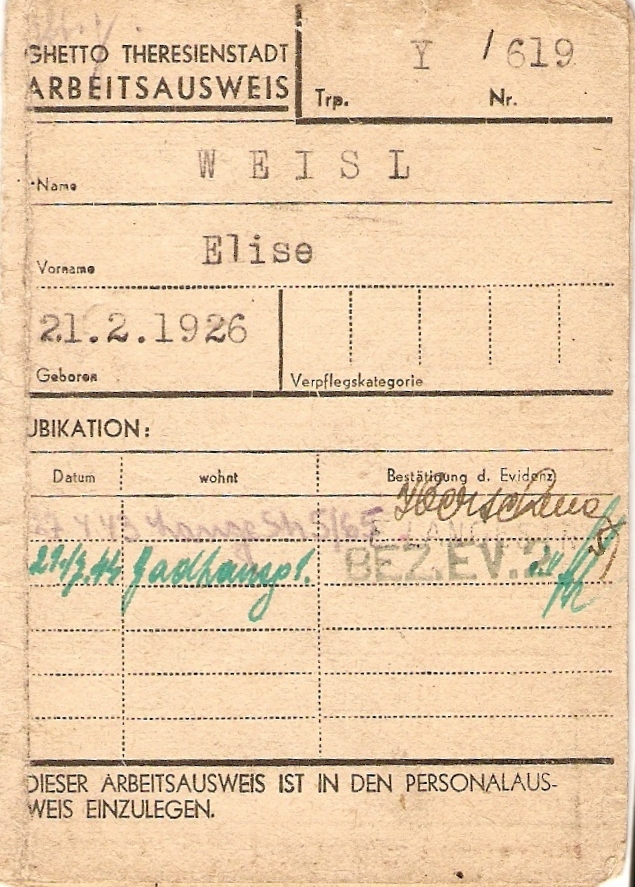 GHETTO THERESIENSTADT
ARBEITSAUSWEIS
Y / 619
Trp. Nr.
WEISL
Name
Elise
Vorname
21.2.1926
Geboren
Verpflegskategorie
UBIKATION:
Datum wohnt Bestätigung d. Evidenz
BEZ.EV.2
DIESER ARBEITSAUSWEIS IST IN DEN PERSONALAUS-
WEIS EINZULEGEN.